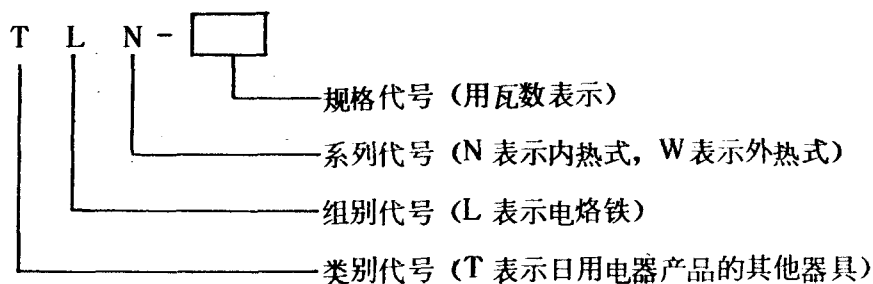 T L N -
规格代号（用瓦数表示）
系列代号（N 表示内热式，W 表示外热式）
组别代号（L 表示电烙铁）
类别代号（T 表示日用电器产品的其他器具）